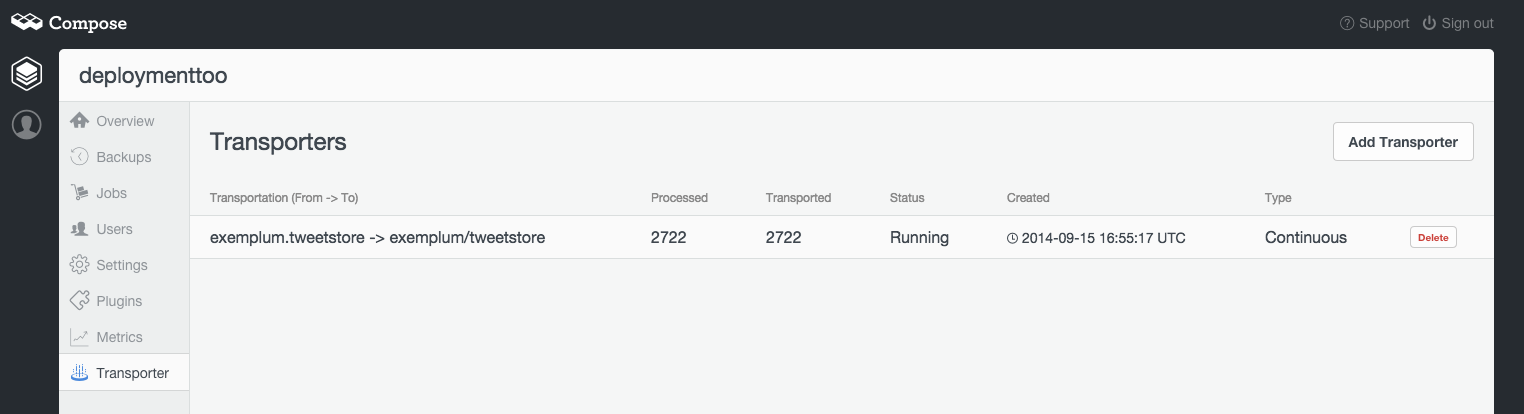 Compose
Support Sign out
deploymenttoo
Overview
Backups
Jobs
Users
Settings
Plugins
Metrics
Transporter
Transporters
Add Transporter
Transportation (From -> To) Processed Transported Status Created Type
exemplum.tweetstore -> exemplum/tweetstore 2722 2722 Running 2014-09-15 16:55:17 UTC Continuous Delete